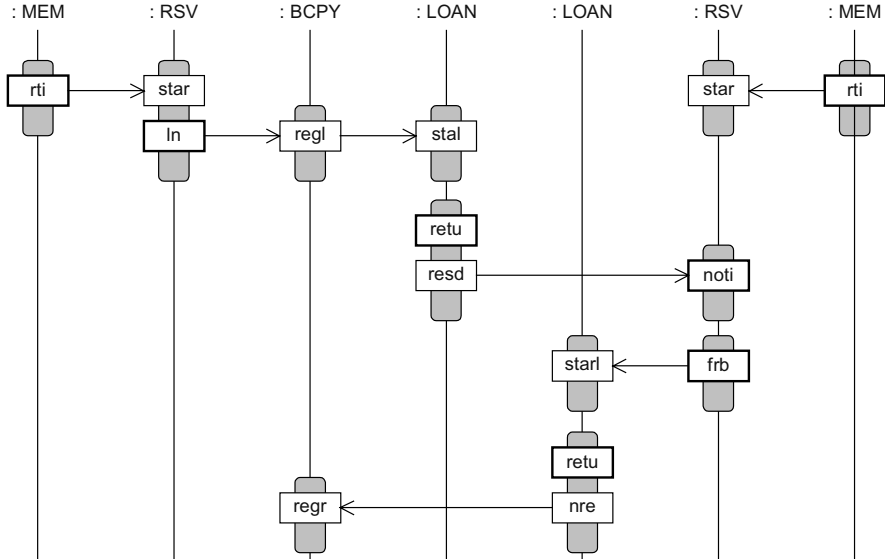 : MEM : RSV : BCPY : LOAN : LOAN : RSV : MEM
rti star star rti
ln regl stal
retu
resd noti
starl frb
retu
regr nre